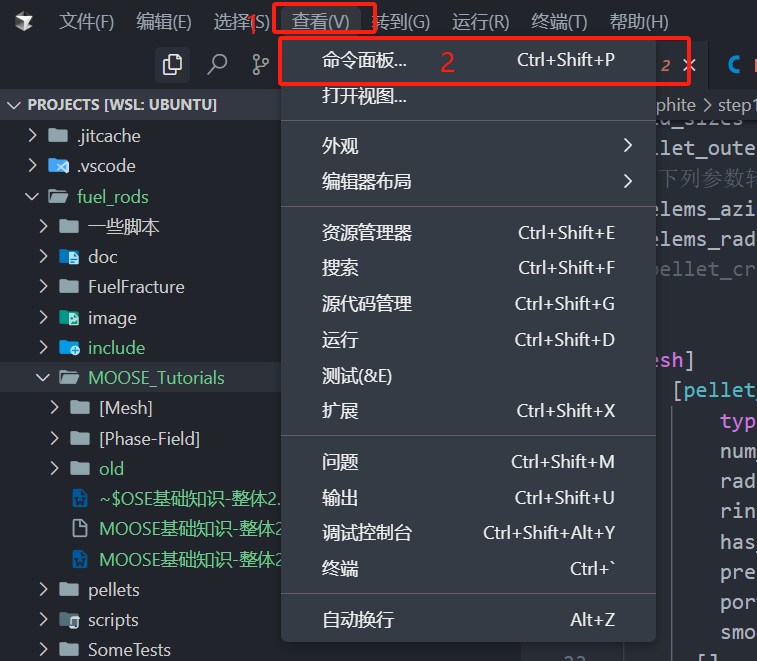 文件(F) 编辑(E) 选择(S) 1 查看(V) 转到(G) 运行(R) 终端(T) 帮助(H)
命令面板... 2 Ctrl+Shift+P
2
打开视图...
外观
编辑器布局
资源管理器 Ctrl+Shift+E
搜索 Ctrl+Shift+F
源代码管理 Ctrl+Shift+G
运行 Ctrl+Shift+D
测试(&E)
扩展 Ctrl+Shift+X
问题 Ctrl+Shift+M
输出 Ctrl+Shift+U
调试控制台 Ctrl+Shift+Alt+Y
终端 Ctrl+`
自动换行 Alt+Z
PROJECTS [WSL: UBUNTU]
.jitcache
.vscode
fuel_rods
一些脚本
doc
FuelFracture
image
include
MOOSE_Tutorials
[Mesh]
[Phase-Field]
old
~$OSE基础知识-整体2.
MOOSE基础知识-整体2
MOOSE基础知识-整体2
pellets
scripts
SomeTests
phite > step1
d_sizes
llet_oute
下列参数转
elems_azi
elems_rad
pellet_cr
esh]
[pellet_
typ
num_
rad
rin
has_
pre
por
smo
[]